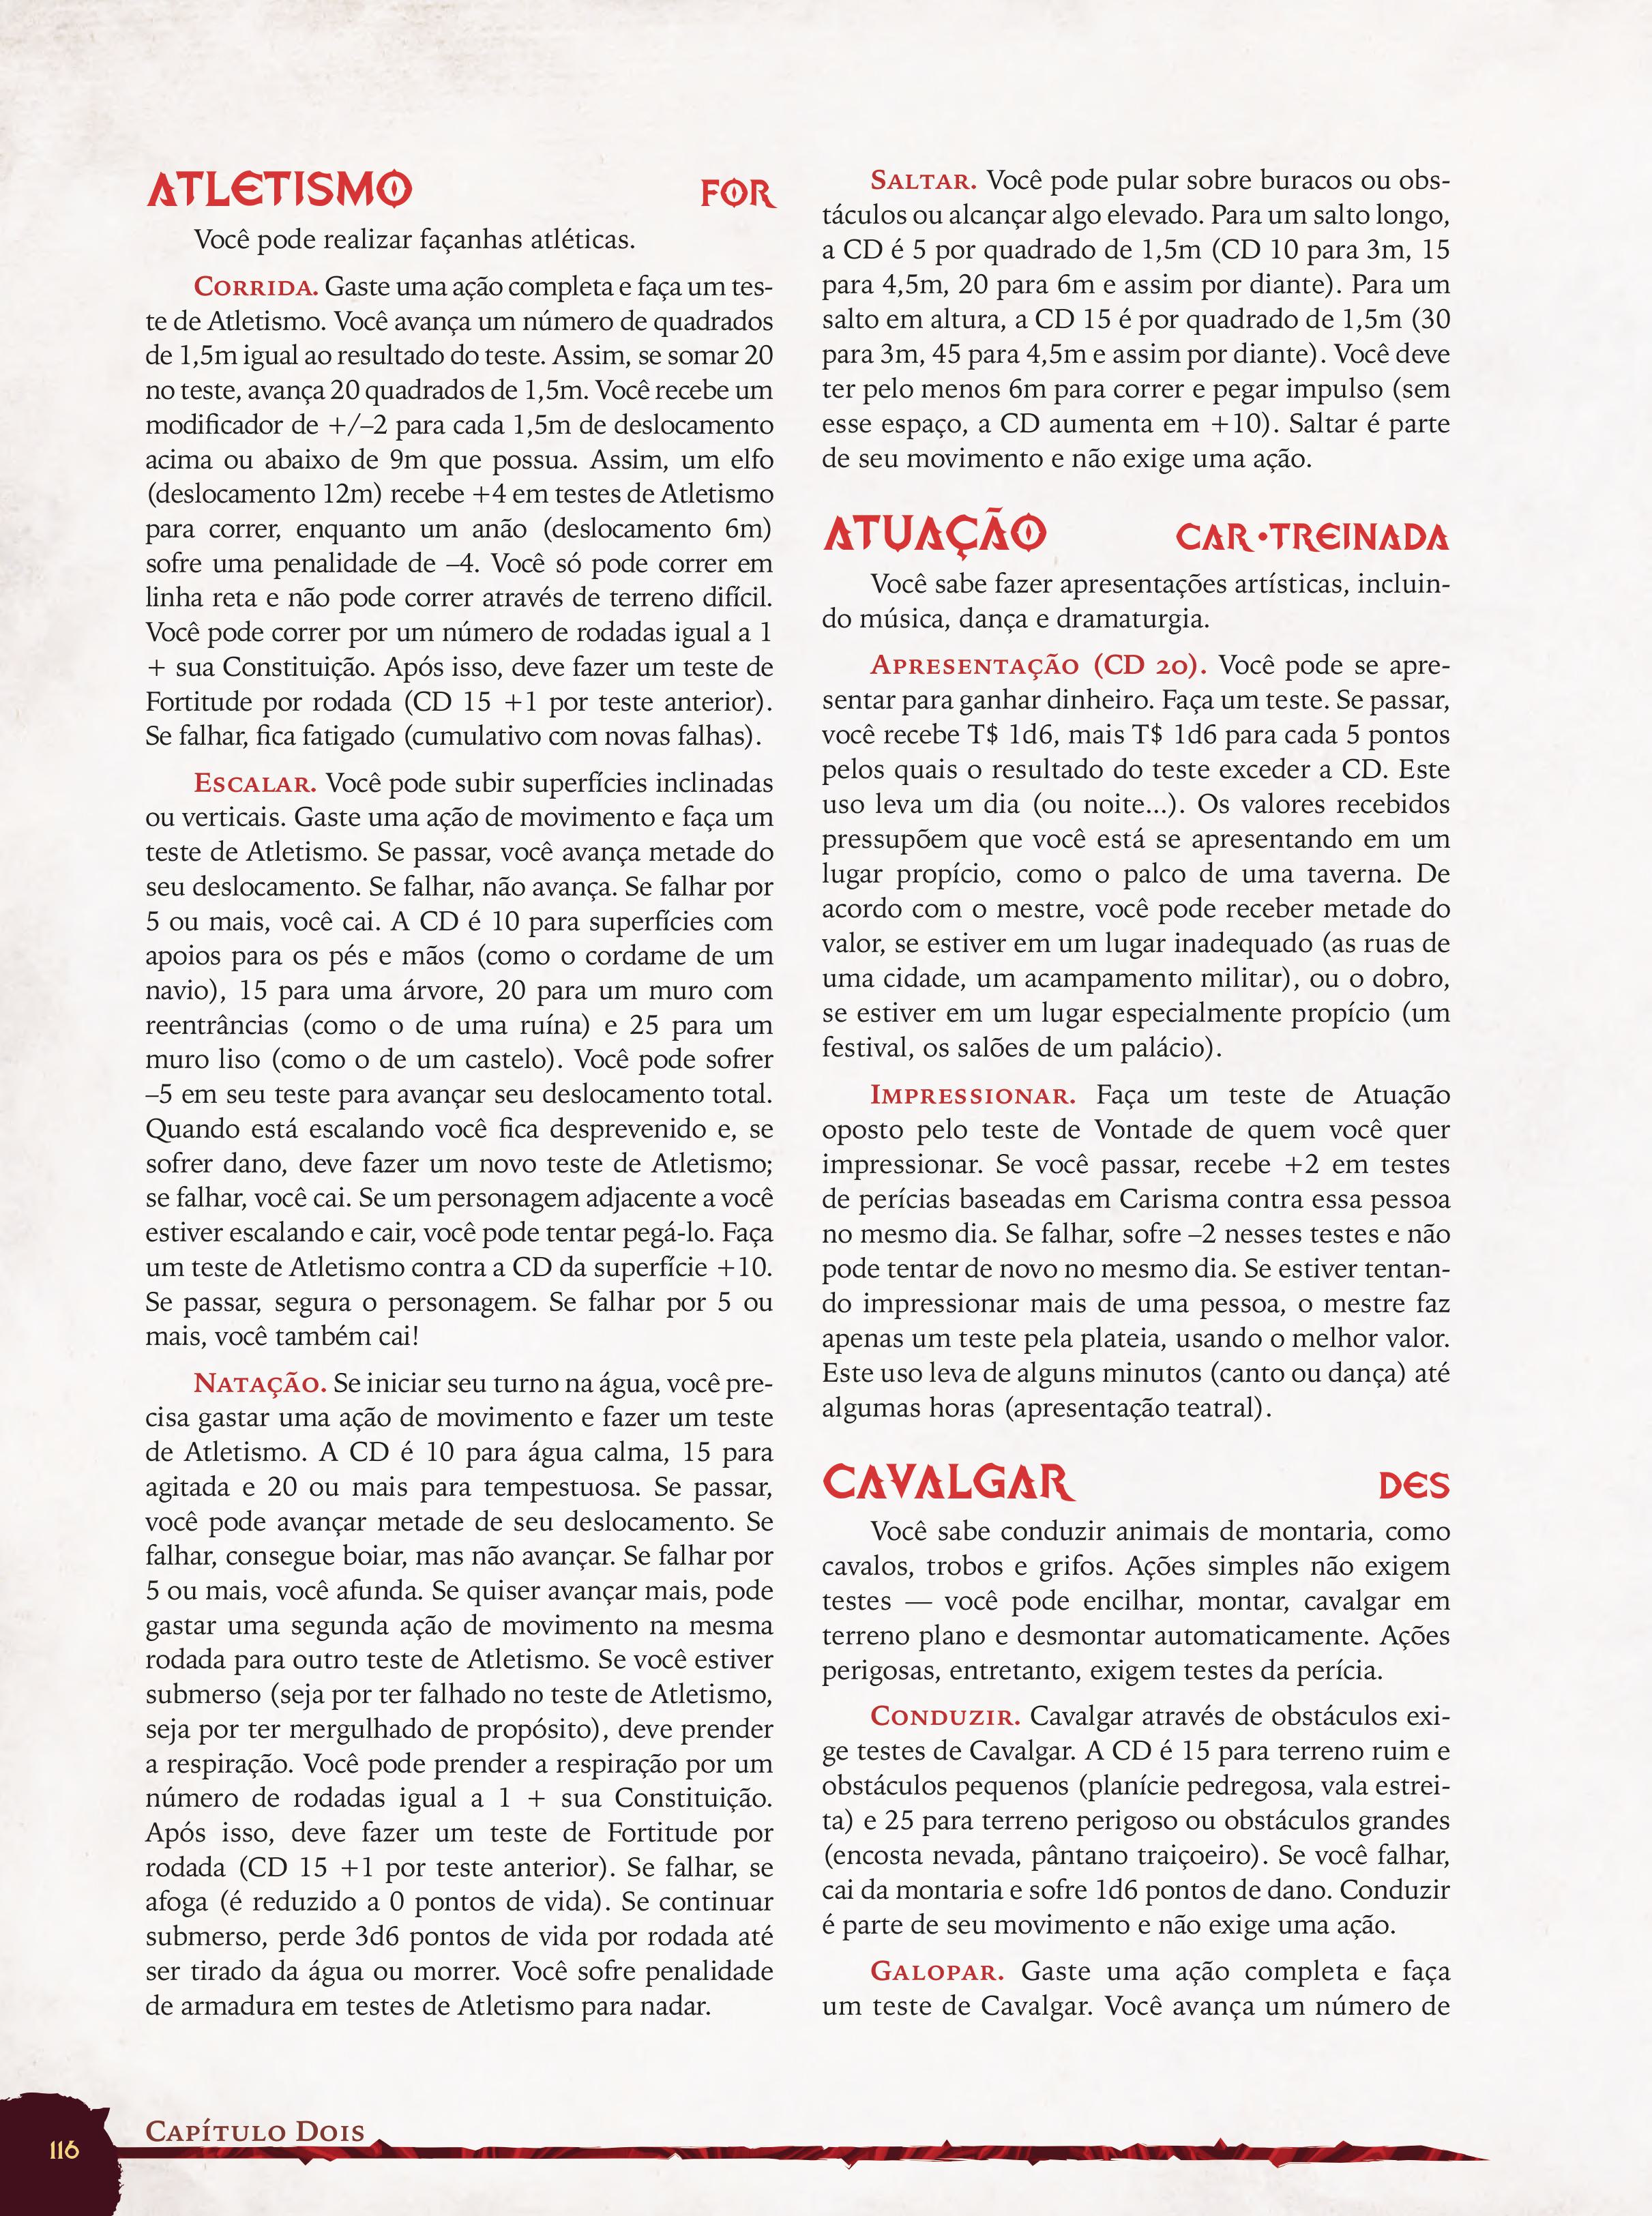 ATLETISMO FOR
Você pode realizar façanhas atléticas.
Corrida. Gaste uma ação completa e faça um tes-
te de Atletismo. Você avança um número de quadrados
de 1,5m igual ao resultado do teste. Assim, se somar 20
no teste, avança 20 quadrados de 1,5m. Você recebe um
modificador de +/–2 para cada 1,5m de deslocamento
acima ou abaixo de 9m que possua. Assim, um elfo
(deslocamento 12m) recebe +4 em testes de Atletismo
para correr, enquanto um anão (deslocamento 6m)
sofre uma penalidade de –4. Você só pode correr em
linha reta e não pode correr através de terreno difícil.
Você pode correr por um número de rodadas igual a 1
+ sua Constituição. Após isso, deve fazer um teste de
Fortitude por rodada (CD 15 +1 por teste anterior).
Se falhar, fica fatigado (cumulativo com novas falhas).
Escalar. Você pode subir superfícies inclinadas
ou verticais. Gaste uma ação de movimento e faça um
teste de Atletismo. Se passar, você avança metade do
seu deslocamento. Se falhar, não avança. Se falhar por
5 ou mais, você cai. A CD é 10 para superfícies com
apoios para os pés e mãos (como o cordame de um
navio), 15 para uma árvore, 20 para um muro com
reentrâncias (como o de uma ruína) e 25 para um
muro liso (como o de um castelo). Você pode sofrer
–5 em seu teste para avançar seu deslocamento total.
Quando está escalando você fica desprevenido e, se
sofrer dano, deve fazer um novo teste de Atletismo;
se falhar, você cai. Se um personagem adjacente a você
estiver escalando e cair, você pode tentar pegá-lo. Faça
um teste de Atletismo contra a CD da superfície +10.
Se passar, segura o personagem. Se falhar por 5 ou
mais, você também cai!
Natação. Se iniciar seu turno na água, você pre-
cisa gastar uma ação de movimento e fazer um teste
de Atletismo. A CD é 10 para água calma, 15 para
agitada e 20 ou mais para tempestuosa. Se passar,
você pode avançar metade de seu deslocamento. Se
falhar, consegue boiar, mas não avançar. Se falhar por
5 ou mais, você afunda. Se quiser avançar mais, pode
gastar uma segunda ação de movimento na mesma
rodada para outro teste de Atletismo. Se você estiver
submerso (seja por ter falhado no teste de Atletismo,
seja por ter mergulhado de propósito), deve prender
a respiração. Você pode prender a respiração por um
número de rodadas igual a 1 + sua Constituição.
Após isso, deve fazer um teste de Fortitude por
rodada (CD 15 +1 por teste anterior). Se falhar, se
afoga (é reduzido a 0 pontos de vida). Se continuar
submerso, perde 3d6 pontos de vida por rodada até
ser tirado da água ou morrer. Você sofre penalidade
de armadura em testes de Atletismo para nadar.
Saltar. Você pode pular sobre buracos ou obs-
táculos ou alcançar algo elevado. Para um salto longo,
a CD é 5 por quadrado de 1,5m (CD 10 para 3m, 15
para 4,5m, 20 para 6m e assim por diante). Para um
salto em altura, a CD 15 é por quadrado de 1,5m (30
para 3m, 45 para 4,5m e assim por diante). Você deve
ter pelo menos 6m para correr e pegar impulso (sem
esse espaço, a CD aumenta em +10). Saltar é parte
de seu movimento e não exige uma ação.
ATUAÇÃO CAR•TREINADA
Você sabe fazer apresentações artísticas, incluin-
do música, dança e dramaturgia.
Apresentação (CD 20). Você pode se apre-
sentar para ganhar dinheiro. Faça um teste. Se passar,
você recebe T$ 1d6, mais T$ 1d6 para cada 5 pontos
pelos quais o resultado do teste exceder a CD. Este
uso leva um dia (ou noite...). Os valores recebidos
pressupõem que você está se apresentando em um
lugar propício, como o palco de uma taverna. De
acordo com o mestre, você pode receber metade do
valor, se estiver em um lugar inadequado (as ruas de
uma cidade, um acampamento militar), ou o dobro,
se estiver em um lugar especialmente propício (um
festival, os salões de um palácio).
Impressionar. Faça um teste de Atuação
oposto pelo teste de Vontade de quem você quer
impressionar. Se você passar, recebe +2 em testes
de perícias baseadas em Carisma contra essa pessoa
no mesmo dia. Se falhar, sofre –2 nesses testes e não
pode tentar de novo no mesmo dia. Se estiver tentan-
do impressionar mais de uma pessoa, o mestre faz
apenas um teste pela plateia, usando o melhor valor.
Este uso leva de alguns minutos (canto ou dança) até
algumas horas (apresentação teatral).
CAVALGAR DES
Você sabe conduzir animais de montaria, como
cavalos, trobos e grifos. Ações simples não exigem
testes — você pode encilhar, montar, cavalgar em
terreno plano e desmontar automaticamente. Ações
perigosas, entretanto, exigem testes da perícia.
Conduzir. Cavalgar através de obstáculos exi-
ge testes de Cavalgar. A CD é 15 para terreno ruim e
obstáculos pequenos (planície pedregosa, vala estrei-
ta) e 25 para terreno perigoso ou obstáculos grandes
(encosta nevada, pântano traiçoeiro). Se você falhar,
cai da montaria e sofre 1d6 pontos de dano. Conduzir
é parte de seu movimento e não exige uma ação.
Galopar. Gaste uma ação completa e faça
um teste de Cavalgar. Você avança um número de
Capítulo Dois
116